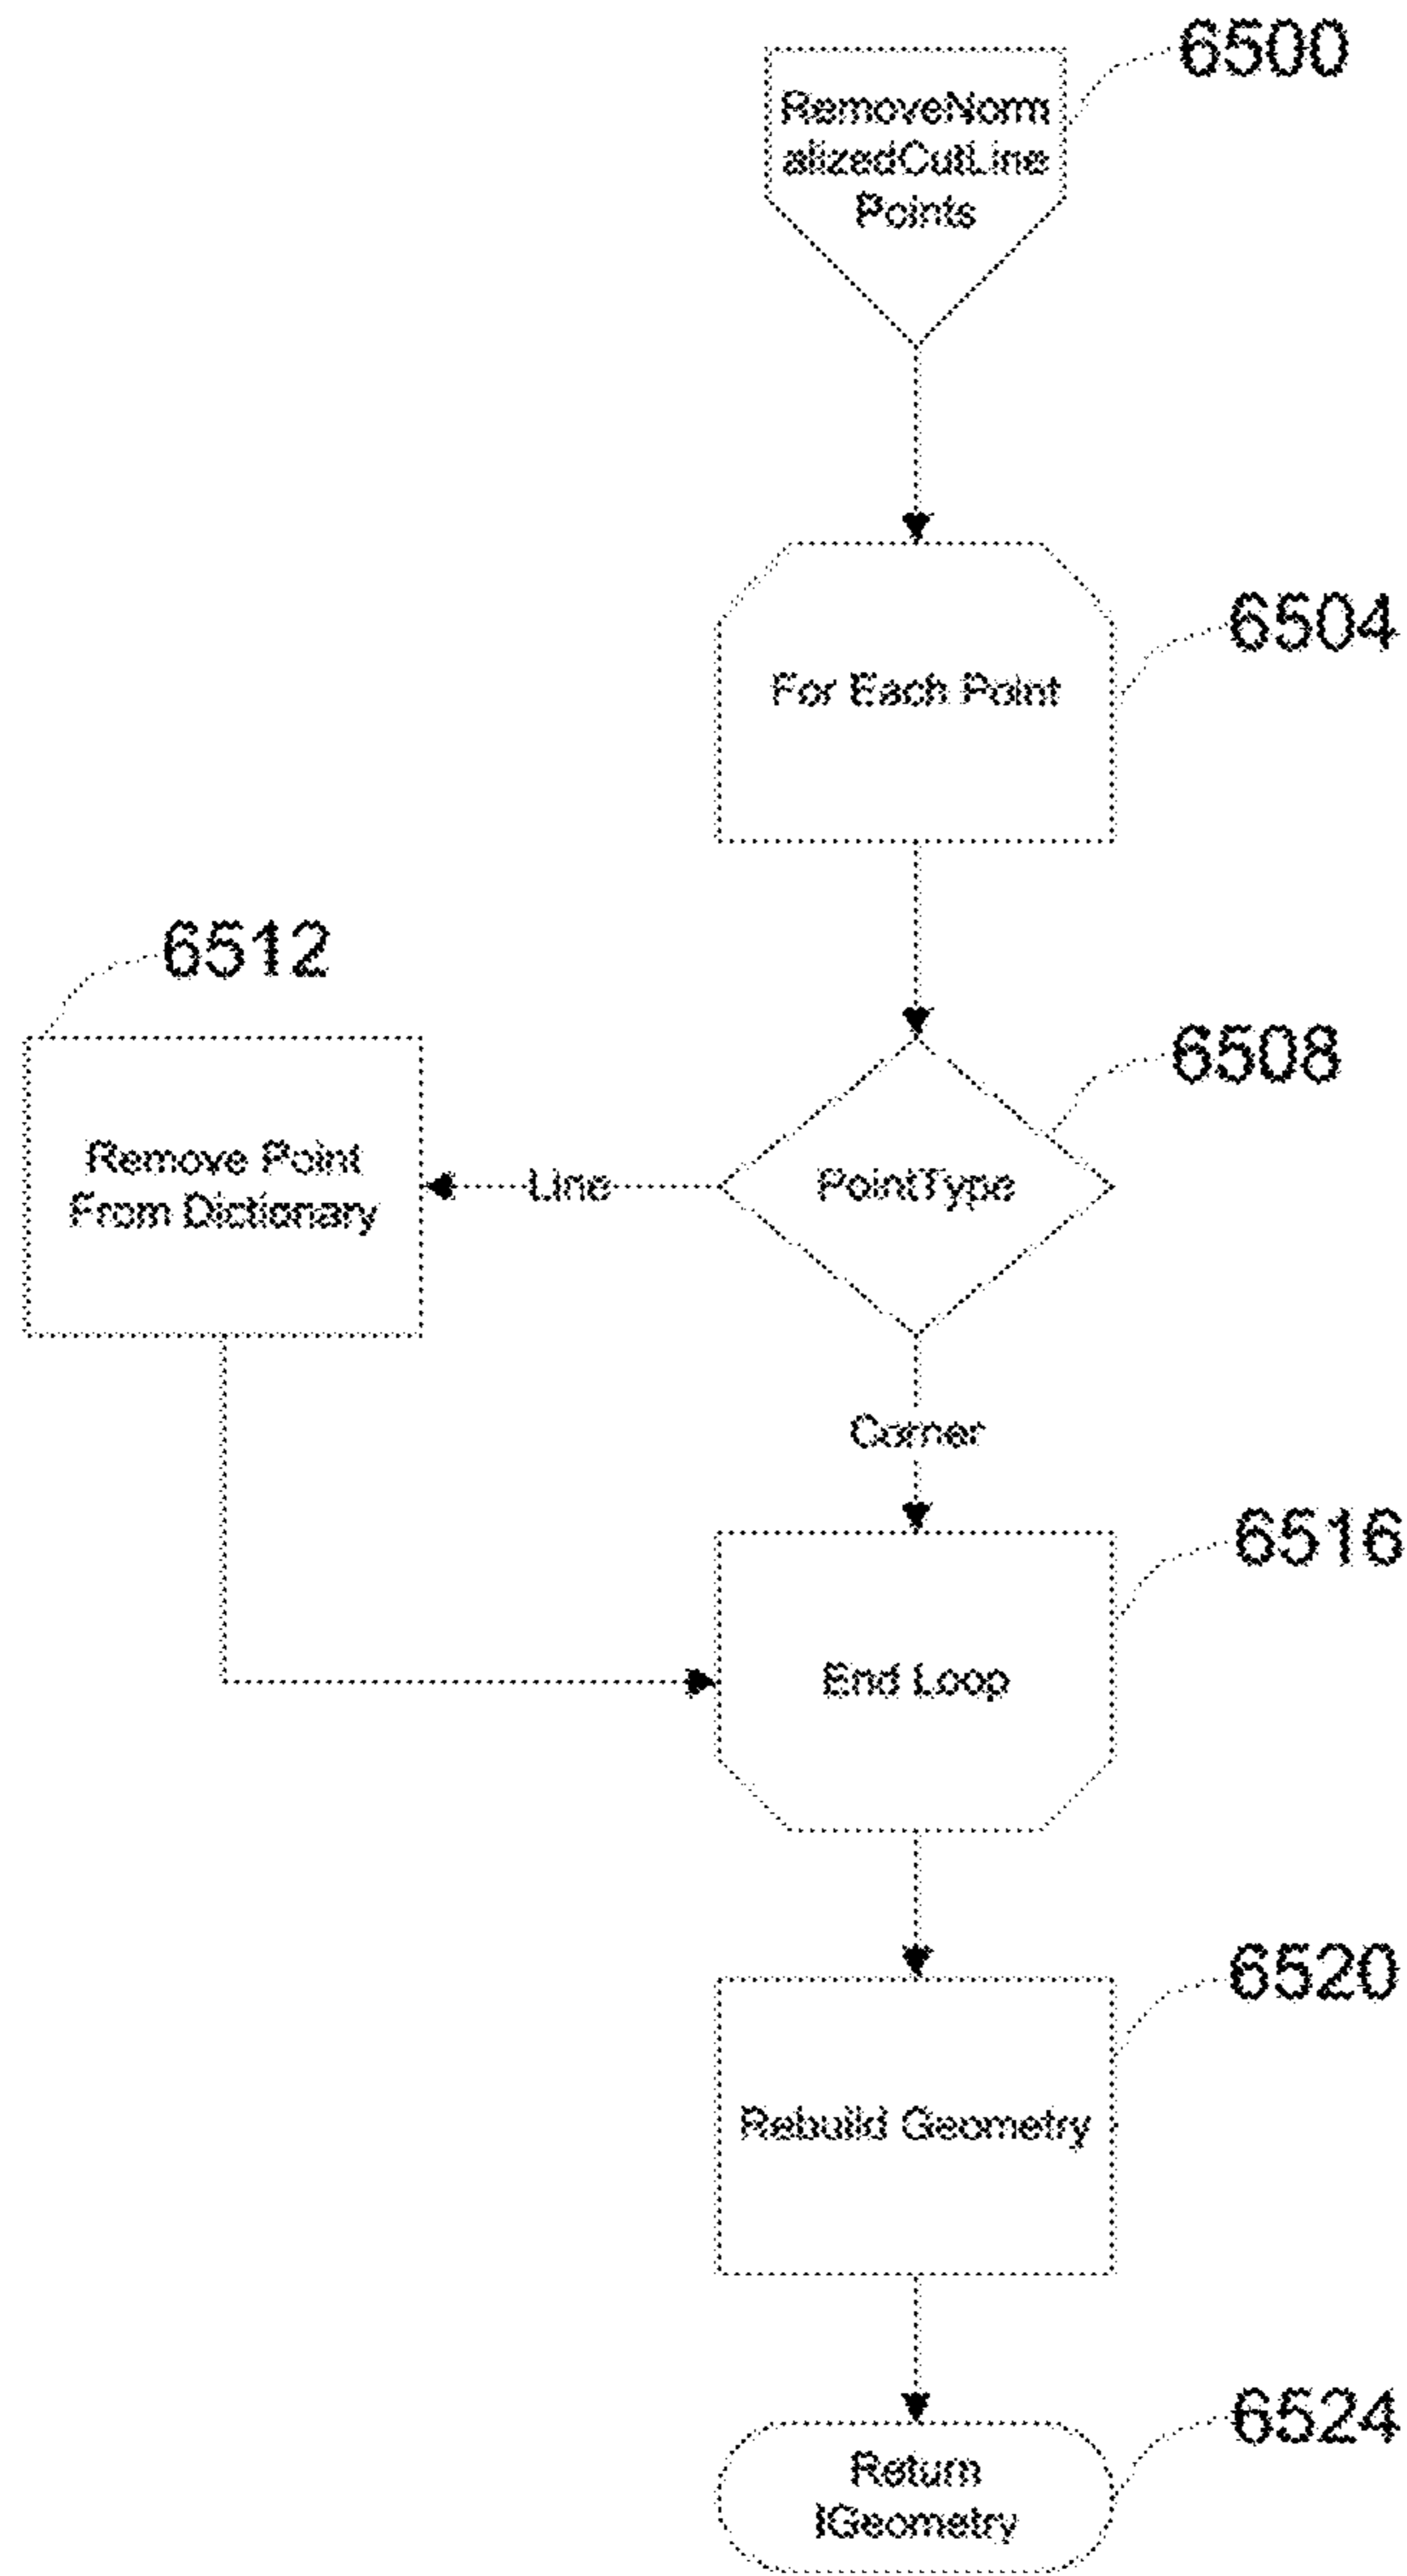 6500
RemoveNorm
alizedCutLine
Points
6504
For Each Point
6512
6508
Remove Point
From Dictionary
Line
PointType
Corner
6516
End Loop
6520
Rebuild Geometry
6524
Return
IGeometry